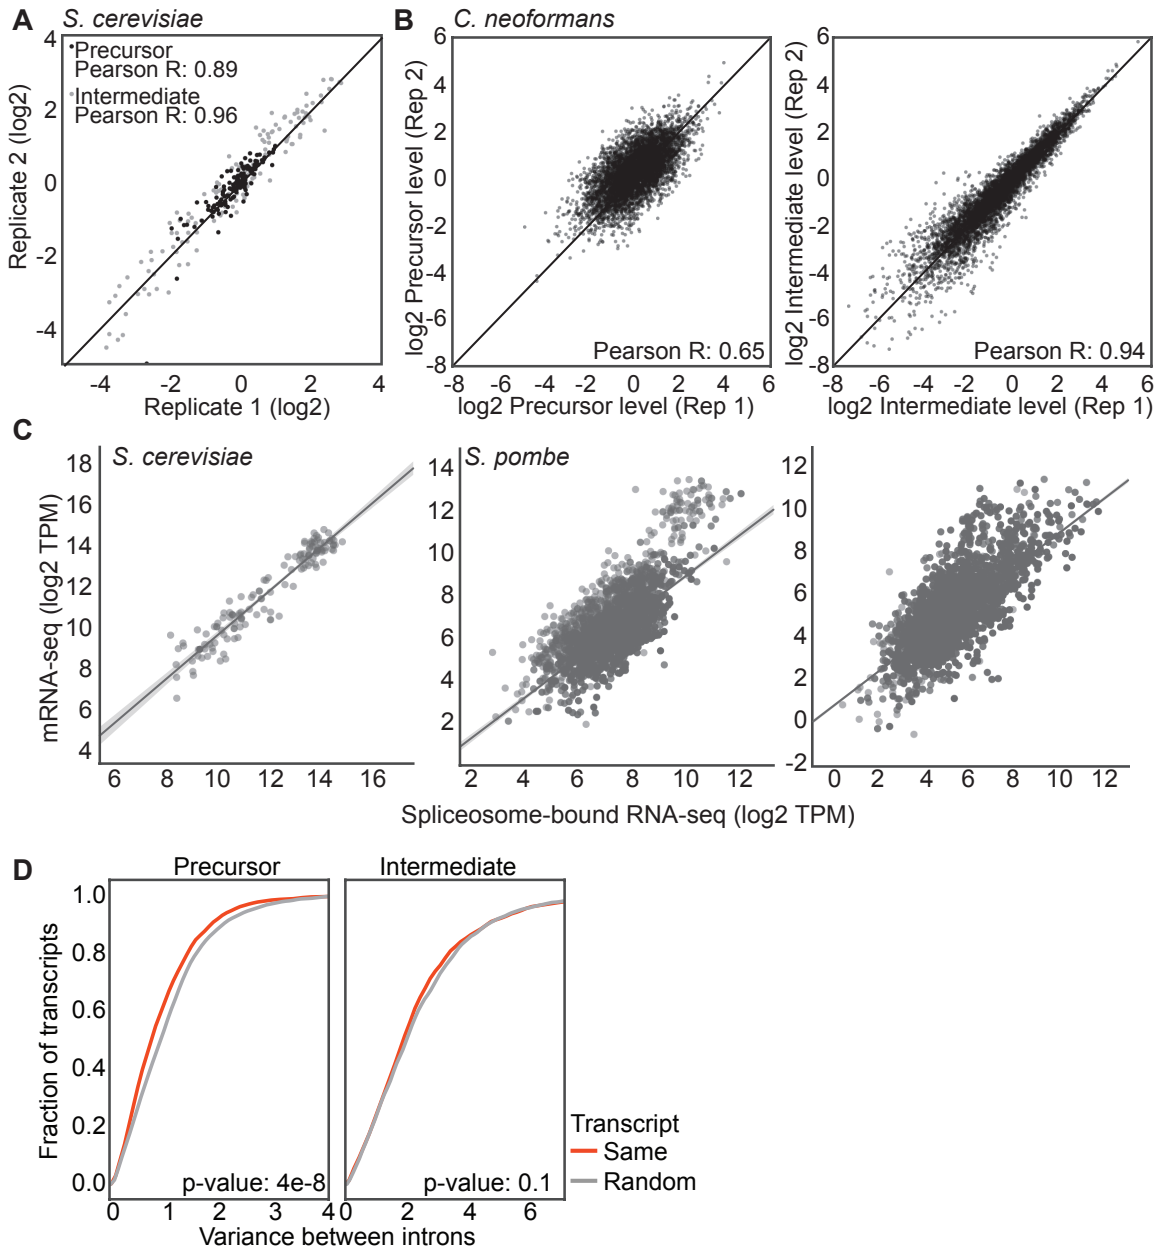 A S. cerevisiae
Precursor
Pearson R: 0.89
Intermediate
Pearson R: 0.96
Replicate 2 (log2)
4
2
0
-2
-4
-4 -2 0 2 4
Replicate 1 (log2)
B C. neoformans
log2 Precursor level (Rep 2)
6
4
2
0
-2
-4
-6
-8
Pearson R: 0.65
-8 -6 -4 -2 0 2 4 6
log2 Precursor level (Rep 1)
log2 Intermediate level (Rep 2)
6
4
2
0
-2
-4
-6
-8
Pearson R: 0.94
-8 -6 -4 -2 0 2 4 6
log2 Intermediate level (Rep 1)
C
S. cerevisiae
mRNA-seq (log2 TPM)
18
16
14
12
10
8
6
4
6 8 10 12 14 16
S. pombe
14
12
10
8
6
4
2
2 4 6 8 10 12
12
10
8
6
4
2
0
-2
0 2 4 6 8 10 12
Spliceosome-bound RNA-seq (log2 TPM)
D
Precursor
Intermediate
Fraction of transcripts
1.0
0.8
0.6
0.4
0.2
0.0
p-value: 4e-8
p-value: 0.1
0 1 2 3 4
0 2 4 6
Variance between introns
Transcript
Same
Random